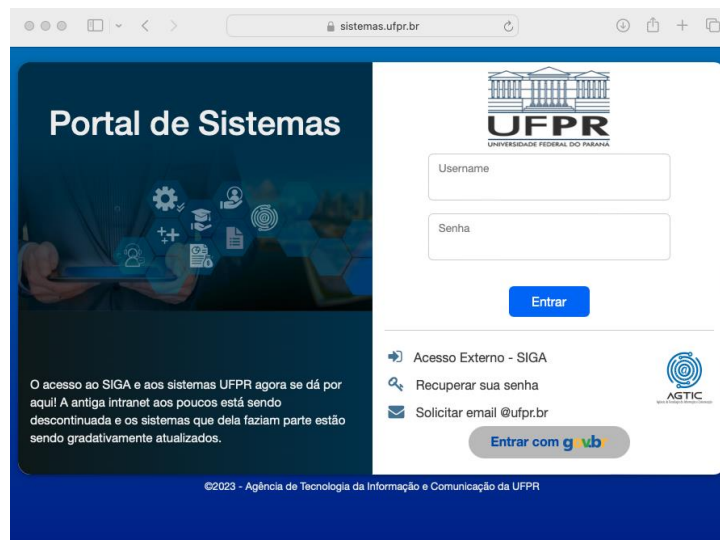 sistemas.ufpr.br
Portal de Sistemas
O acesso ao SIGA e aos sistemas UFPR agora se dá por
aqui! A antiga intranet aos poucos está sendo
descontinuada e os sistemas que dela faziam parte estão
sendo gradativamente atualizados.
UFPR
UNIVERSIDADE FEDERAL DO PARANÁ
Username
Senha
Entrar
Acesso Externo - SIGA
Recuperar sua senha
Solicitar email @ufpr.br
AGTIC
Entrar com gov.br
©2023 - Agência de Tecnologia da Informação e Comunicação da UFPR